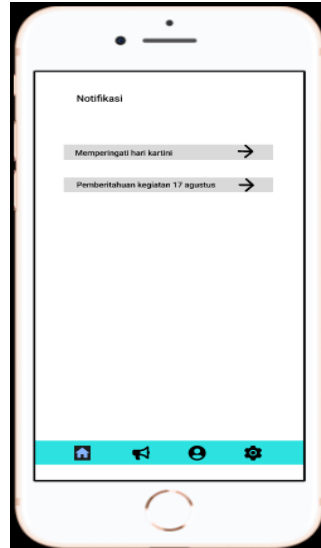 Notifikasi
Memperingati hari kartini
Pemberitahuan kegiatan 17 agustus